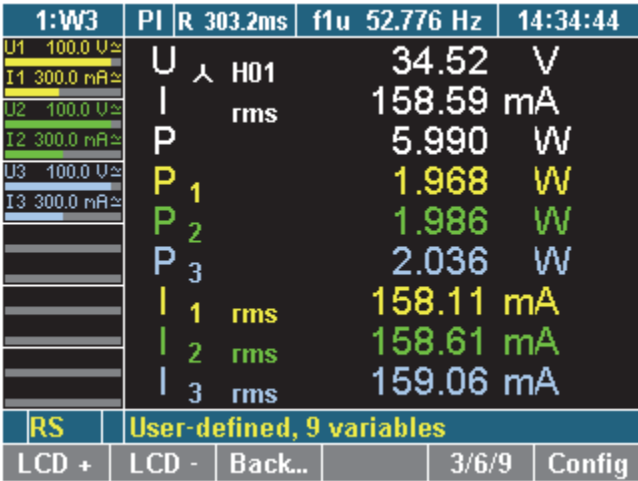 1:W3 PI R 303.2ms f1u 52.776 Hz 14:34:44
U1 100.0 V≃
I1 300.0 mA≃
U2 100.0 V≃
I2 300.0 mA≃
U3 100.0 V≃
I3 300.0 mA≃
U ⅄ H01 34.52 V
I rms 158.59 mA
P 5.990 W
P 1 1.968 W
P 2 1.986 W
P 3 2.036 W
I 1 rms 158.11 mA
I 2 rms 158.61 mA
I 3 rms 159.06 mA
RS User-defined, 9 variables
LCD + LCD - Back... 3/6/9 Config